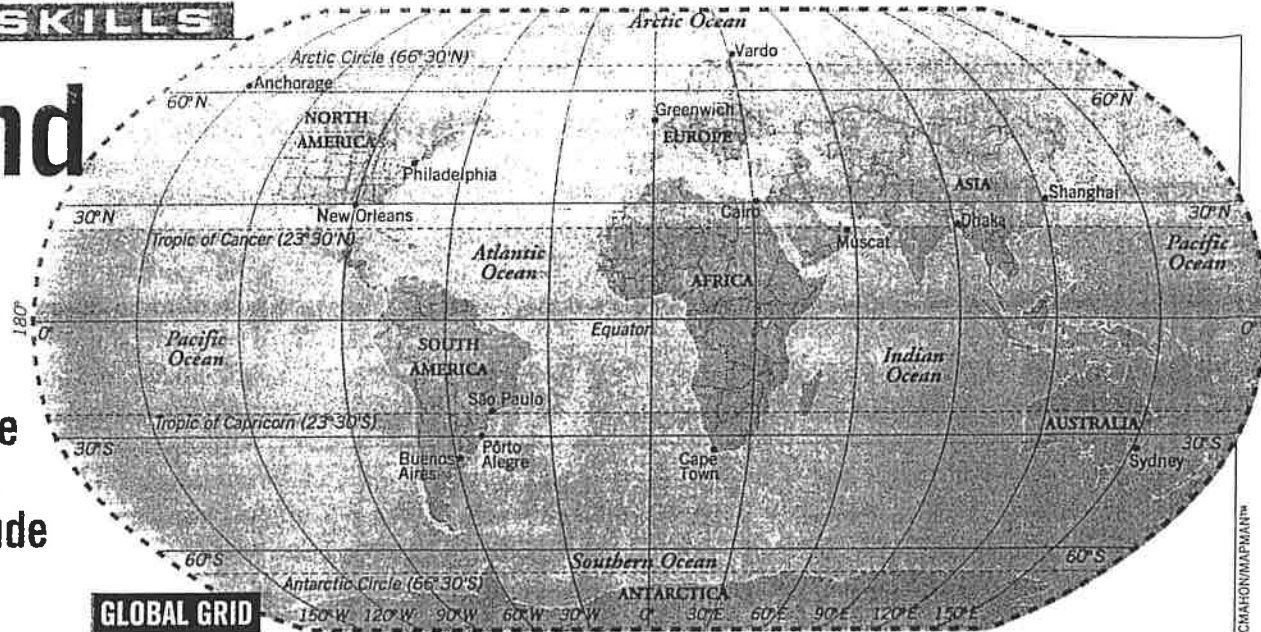 SKILLS
nd
e
ude
Arctic Ocean
Vardo
Arctic Circle (66°30'N)
Anchorage
60°N
60°N
NORTH
AMERICA
Greenwich
EUROPE
Philadelphia
ASIA
Shanghai
30°N
New Orleans
Cairo
Dhaka
30°N
Tropic of Cancer (23°30'N)
Muscat
Atlantic
Ocean
Pacific
Ocean
AFRICA
180°
0°
Equator
0°
Pacific
Ocean
SOUTH
AMERICA
Indian
Ocean
São Paulo
Tropic of Capricorn (23°30'S)
AUSTRALIA
30°S
Buenos
Aires
Pôrto
Alegre
Cape
Town
30°S
Sydney
60°S
60°S
Southern Ocean
Antarctic Circle (66°30'S)
ANTARCTICA
GLOBAL GRID
150°W 120°W 90°W 60°W 30°W 0° 30°E 60°E 90°E 120°E 150°E
CMAHON/MAPMAN™